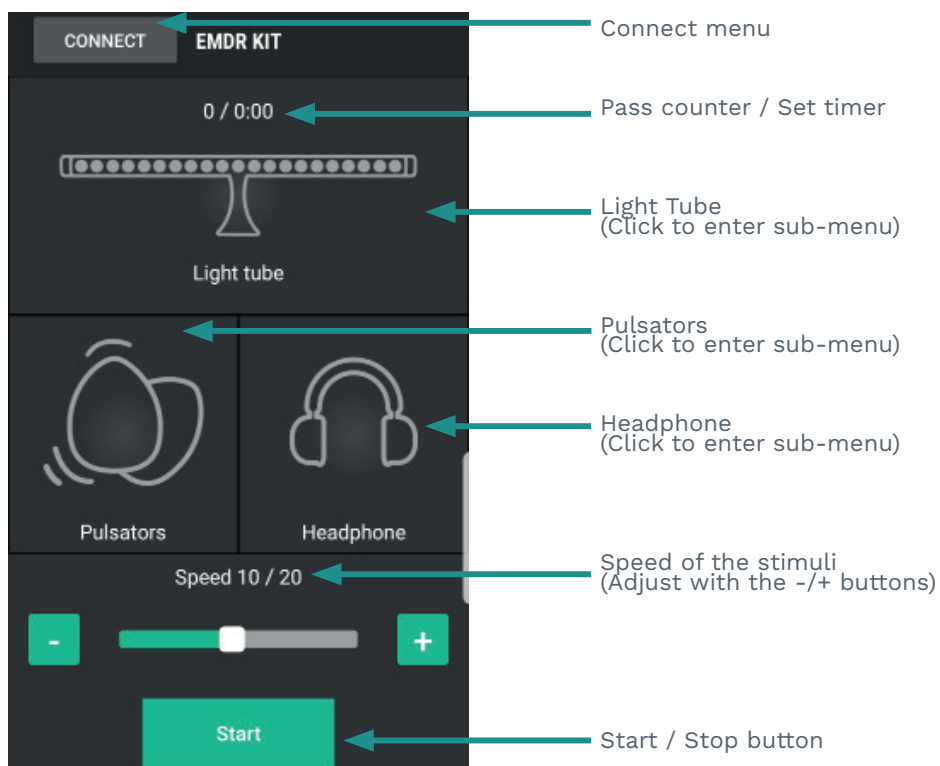 CONNECT
EMDR KIT
Connect menu
0 / 0:00
Pass counter / Set timer
Light Tube
(Click to enter sub-menu)
Light tube
Pulsators
(Click to enter sub-menu)
Headphone
(Click to enter sub-menu)
Pulsators
Headphone
Speed 10 / 20
Speed of the stimuli
(Adjust with the -/+ buttons)
-
+
Start
Start / Stop button